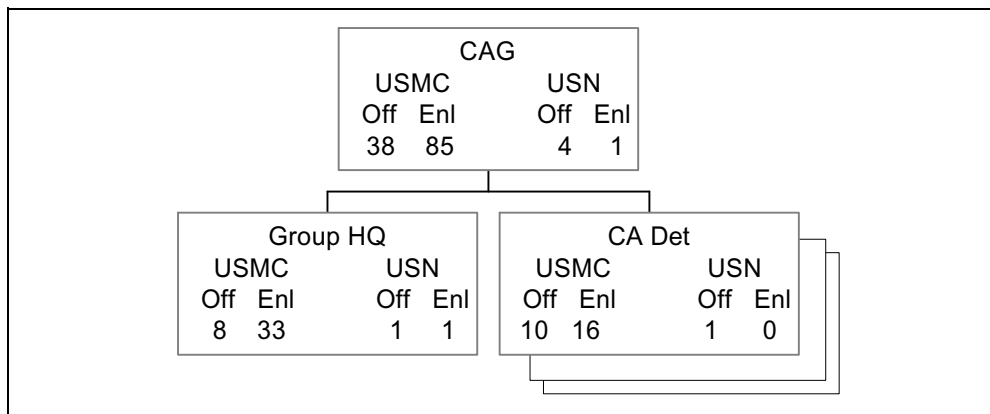 CAG
USMC USN
Off Enl Off Enl
38 85 4 1
Group HQ
USMC USN
Off Enl Off Enl
8 33 1 1
CA Det
USMC USN
Off Enl Off Enl
10 16 1 0